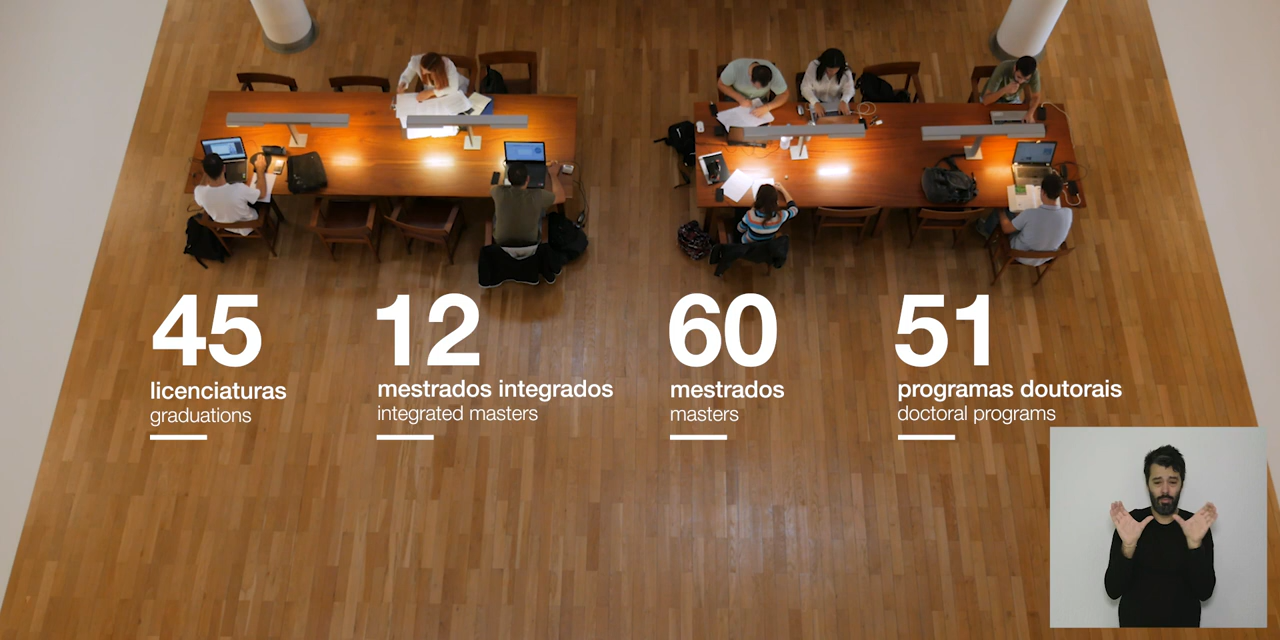 45
licenciaturas
graduations
12
mestrados integrados
integrated masters
60
mestrados
masters
51
programas doutorais
doctoral programs